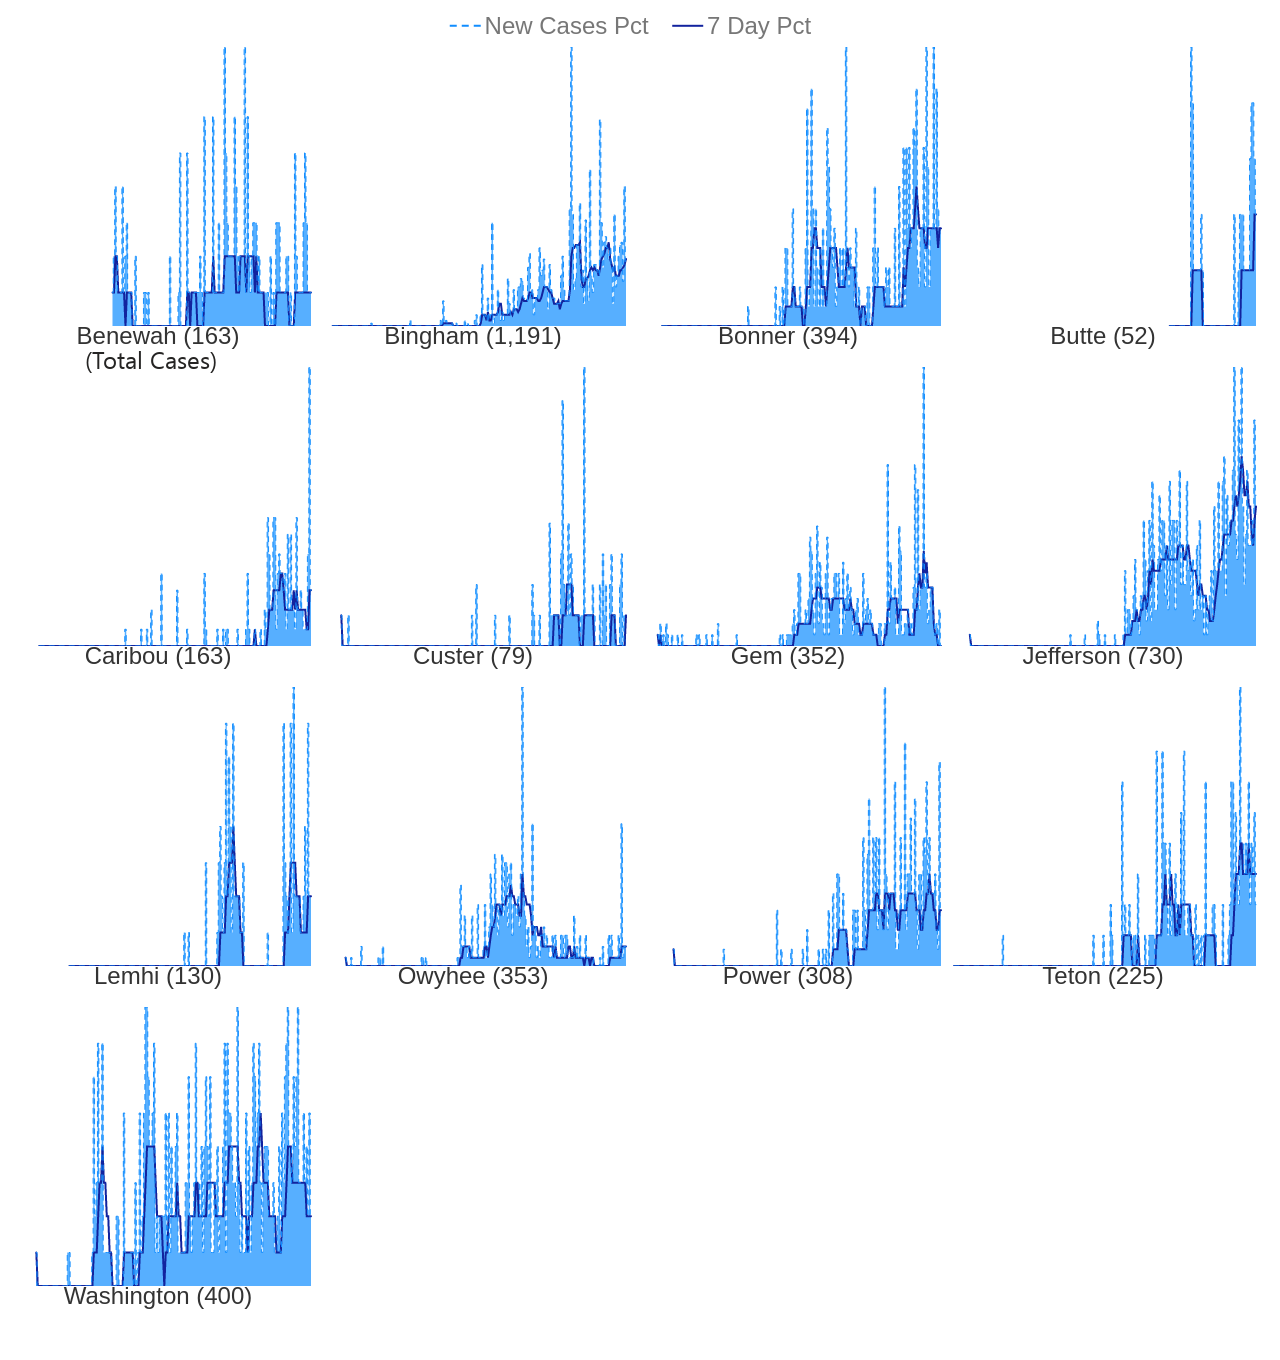 New Cases Pct 7 Day Pct
Benewah (163) Bingham (1,191) Bonner (394) Butte (52)
(Total Cases)
Caribou (163) Custer (79) Gem (352) Jefferson (730)
Lemhi (130) Owyhee (353) Power (308) Teton (225)
Washington (400)